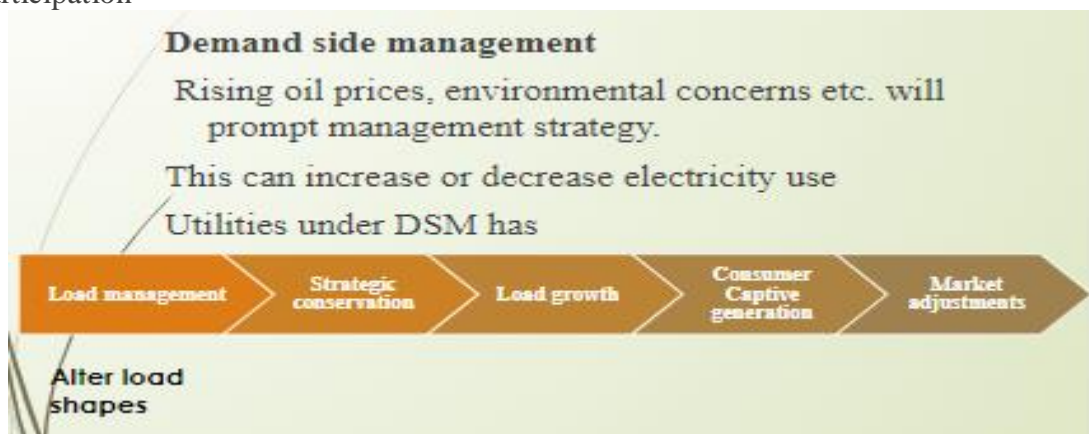 Demand side management
Rising oil prices, environmental concerns etc. will
prompt management strategy.
This can increase or decrease electricity use
Utilities under DSM has
Load management
Strategic
conservation
Load growth
Consumer
Captive
generation
Market
adjustments
Alter load
shapes